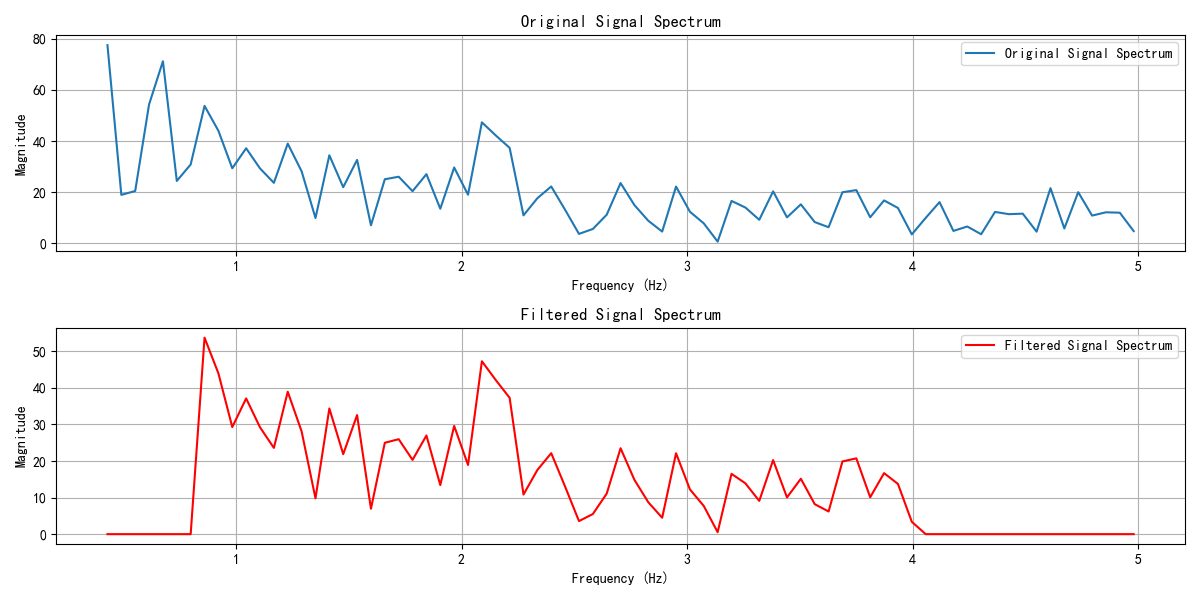 Original Signal Spectrum
Original Signal Spectrum
Magnitude
80
60
40
20
0
1 2 3 4 5
Frequency (Hz)
Filtered Signal Spectrum
Filtered Signal Spectrum
Magnitude
50
40
30
20
10
0
1 2 3 4 5
Frequency (Hz)